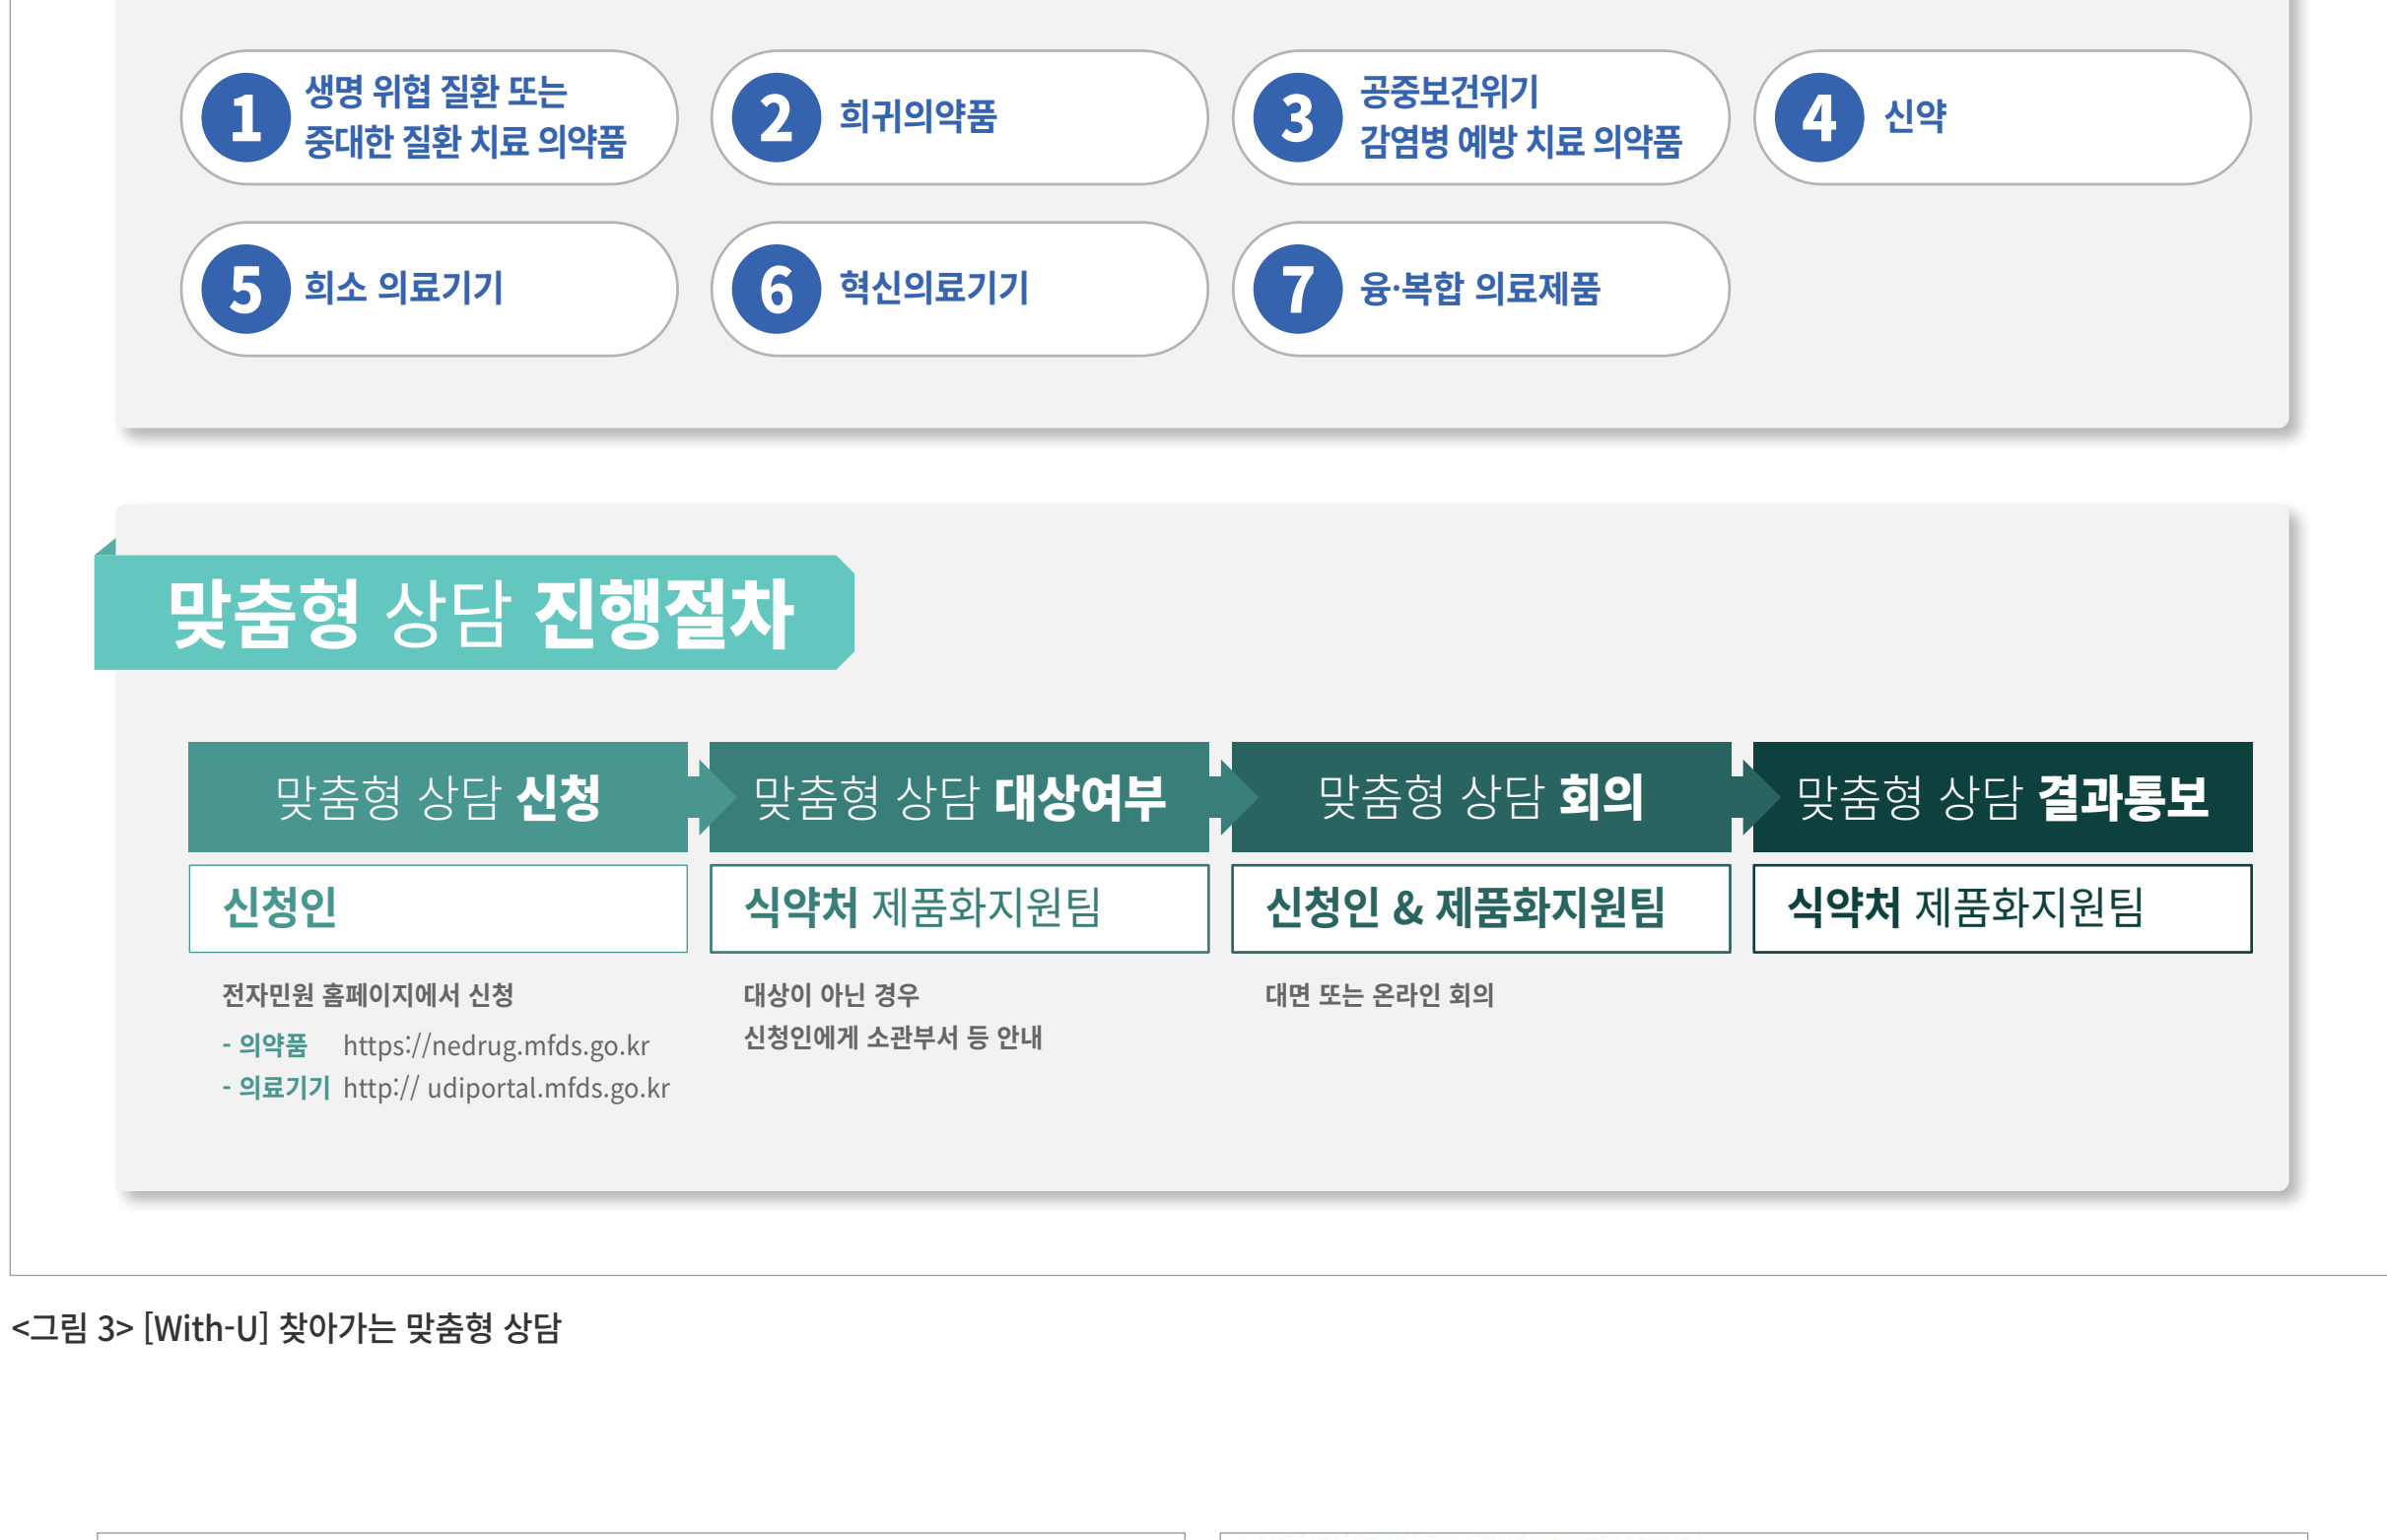 1 생명 위협 질환 또는
중대한 질환 치료 의약품
2 희귀의약품
3 공중보건위기
감염병 예방 치료 의약품
4 신약
5 희소 의료기기
6 혁신의료기기
7 융·복합 의료제품
맞춤형 상담 진행절차
맞춤형 상담 신청
신청인
전자민원 홈페이지에서 신청
- 의약품 https://nedrug.mfds.go.kr
- 의료기기 http:// udiportal.mfds.go.kr
맞춤형 상담 대상여부
식약처 제품화지원팀
대상이 아닌 경우
신청인에게 소관부서 등 안내
맞춤형 상담 회의
신청인 & 제품화지원팀
대면 또는 온라인 회의
맞춤형 상담 결과통보
식약처 제품화지원팀
<그림 3> [With-U] 찾아가는 맞춤형 상담